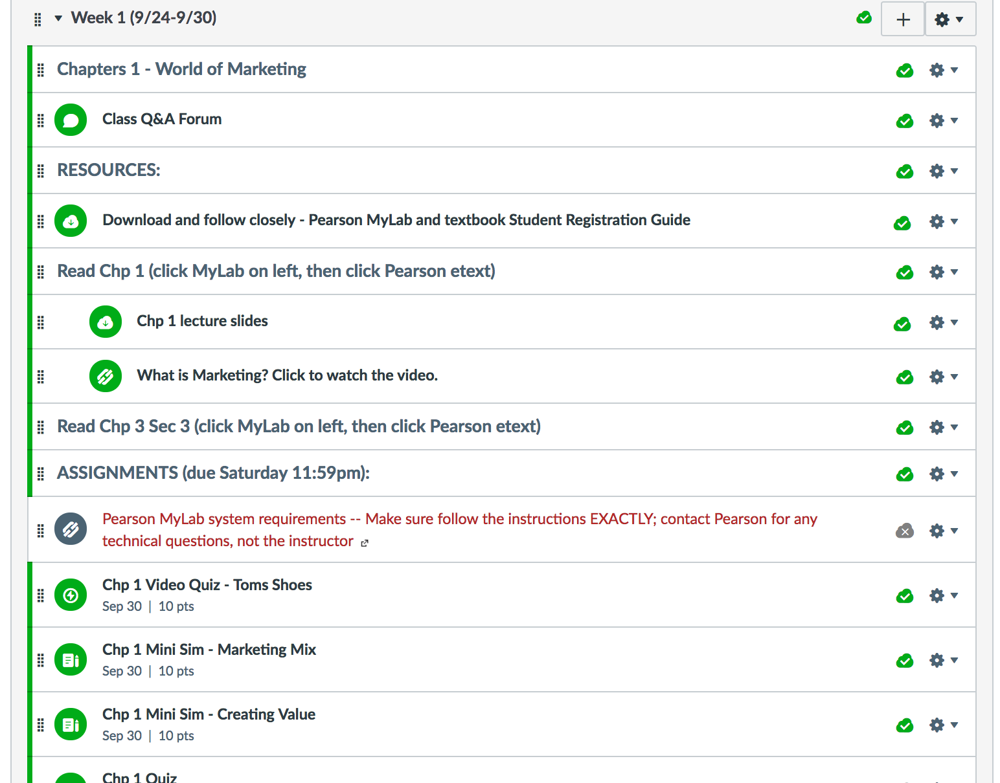 Week 1 (9/24-9/30)
Chapters 1 - World of Marketing
Class Q&A Forum
RESOURCES:
Download and follow closely - Pearson MyLab and textbook Student Registration Guide
Read Chp 1 (click MyLab on left, then click Pearson etext)
Chp 1 lecture slides
What is Marketing? Click to watch the video.
Read Chp 3 Sec 3 (click MyLab on left, then click Pearson etext)
ASSIGNMENTS (due Saturday 11:59pm):
Pearson MyLab system requirements -- Make sure follow the instructions EXACTLY; contact Pearson for any
technical questions, not the instructor
Chp 1 Video Quiz - Toms Shoes
Sep 30 | 10 pts
Chp 1 Mini Sim - Marketing Mix
Sep 30 | 10 pts
Chp 1 Mini Sim - Creating Value
Sep 30 | 10 pts
Chp 1 Quiz